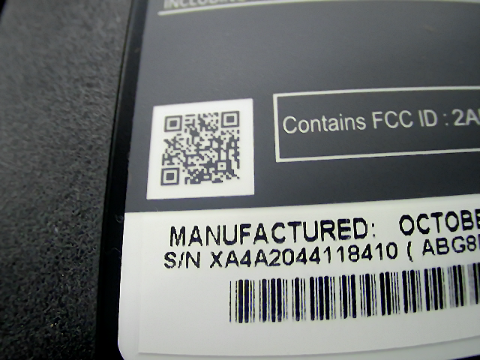 Contains FCC ID : 2A
MANUFACTURED: OCTOBE
S/N XA4A2044118410 ( ABG8